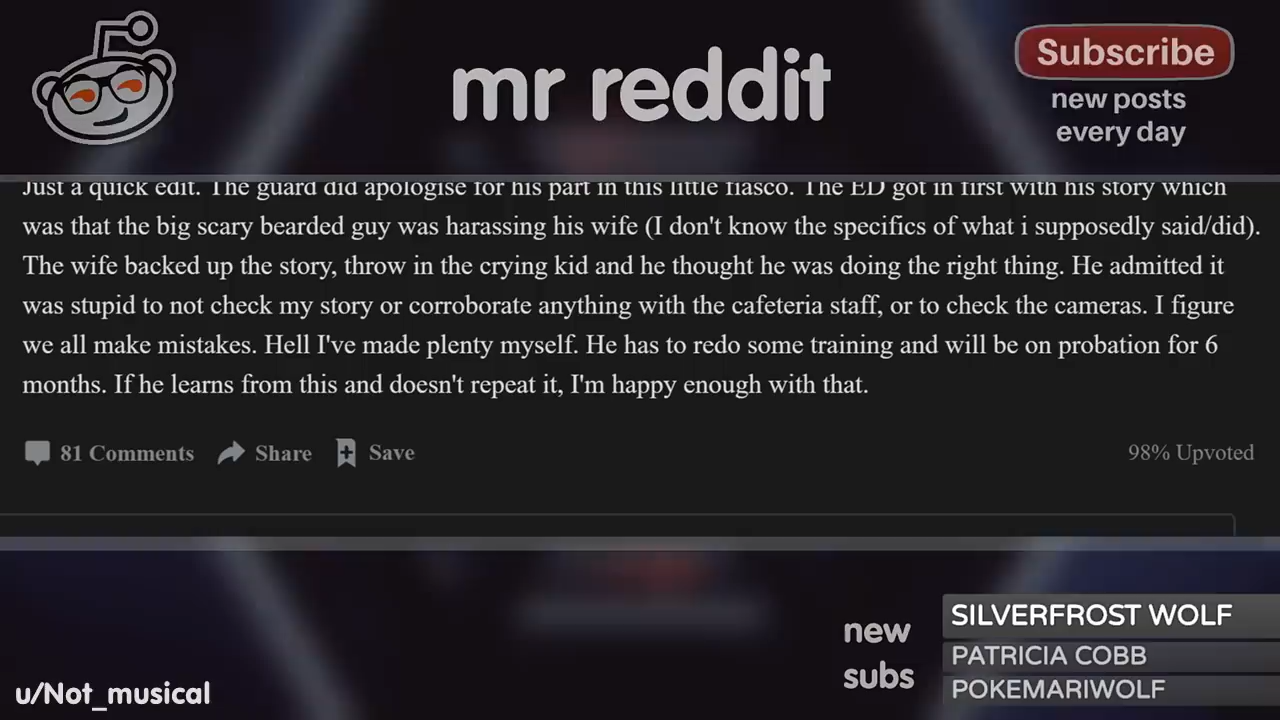 mr reddit
Subscribe
new posts
every day
Just a quick edit. The guard did apologise for his part in this little fiasco. The ED got in first with his story which
was that the big scary bearded guy was harassing his wife (I don't know the specifics of what i supposedly said/did).
The wife backed up the story, throw in the crying kid and he thought he was doing the right thing. He admitted it
was stupid to not check my story or corroborate anything with the cafeteria staff, or to check the cameras. I figure
we all make mistakes. Hell I've made plenty myself. He has to redo some training and will be on probation for 6
months. If he learns from this and doesn't repeat it, I'm happy enough with that.
81 Comments Share Save 98% Upvoted
new
subs
SILVERFROST WOLF
PATRICIA COBB
POKEMARIWOLF
u/Not_musical